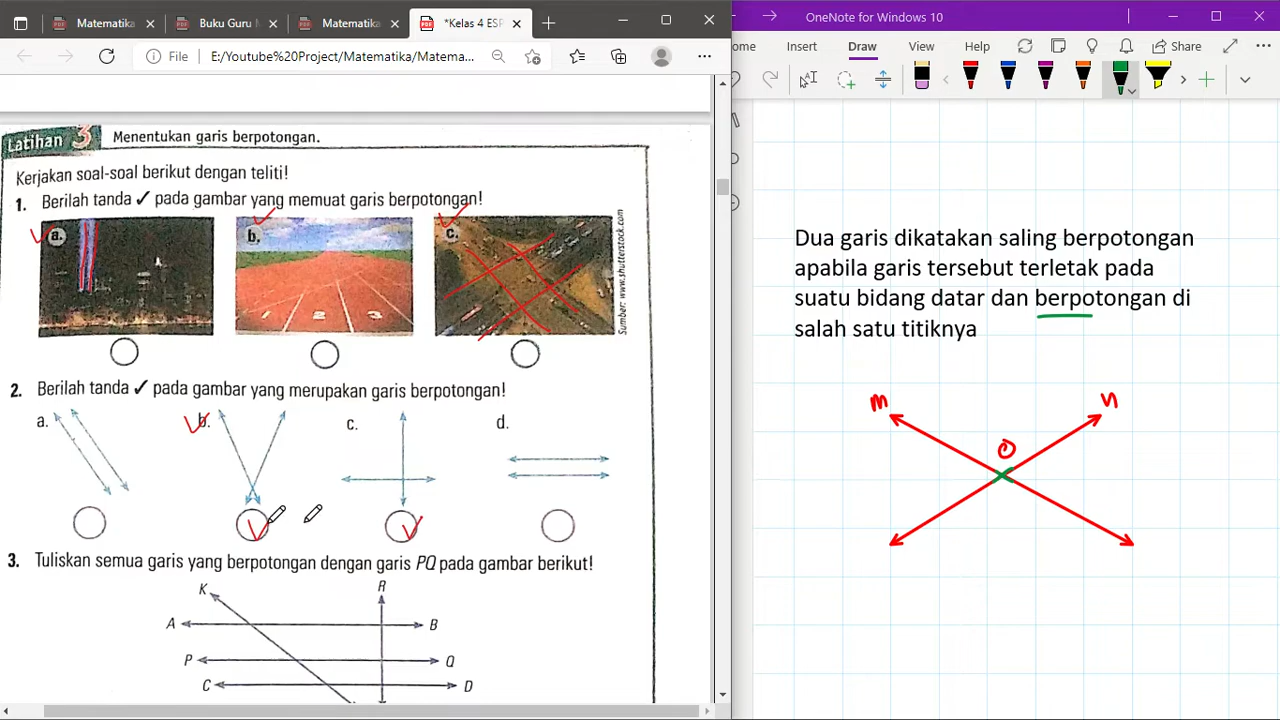 Matematika
Buku Guru M
Matematika
*Kelas 4 ESP
File
E:/Youtube%20Project/Matematika/Matema...
Latihan 3
Menentukan garis berpotongan.
Kerjakan soal-soal berikut dengan teliti!
1. Berilah tanda ✓ pada gambar yang memuat garis berpotongan!
a.
b.
c.
1 2 3
Sumber: www.shutterstock.com
2. Berilah tanda ✓ pada gambar yang merupakan garis berpotongan!
a.
b.
c.
d.
3. Tuliskan semua garis yang berpotongan dengan garis PQ pada gambar berikut!
K
R
A
B
P
Q
C
D
OneNote for Windows 10
ome
Insert
Draw
View
Help
Share
Dua garis dikatakan saling berpotongan
apabila garis tersebut terletak pada
suatu bidang datar dan berpotongan di
salah satu titiknya
m
n
O